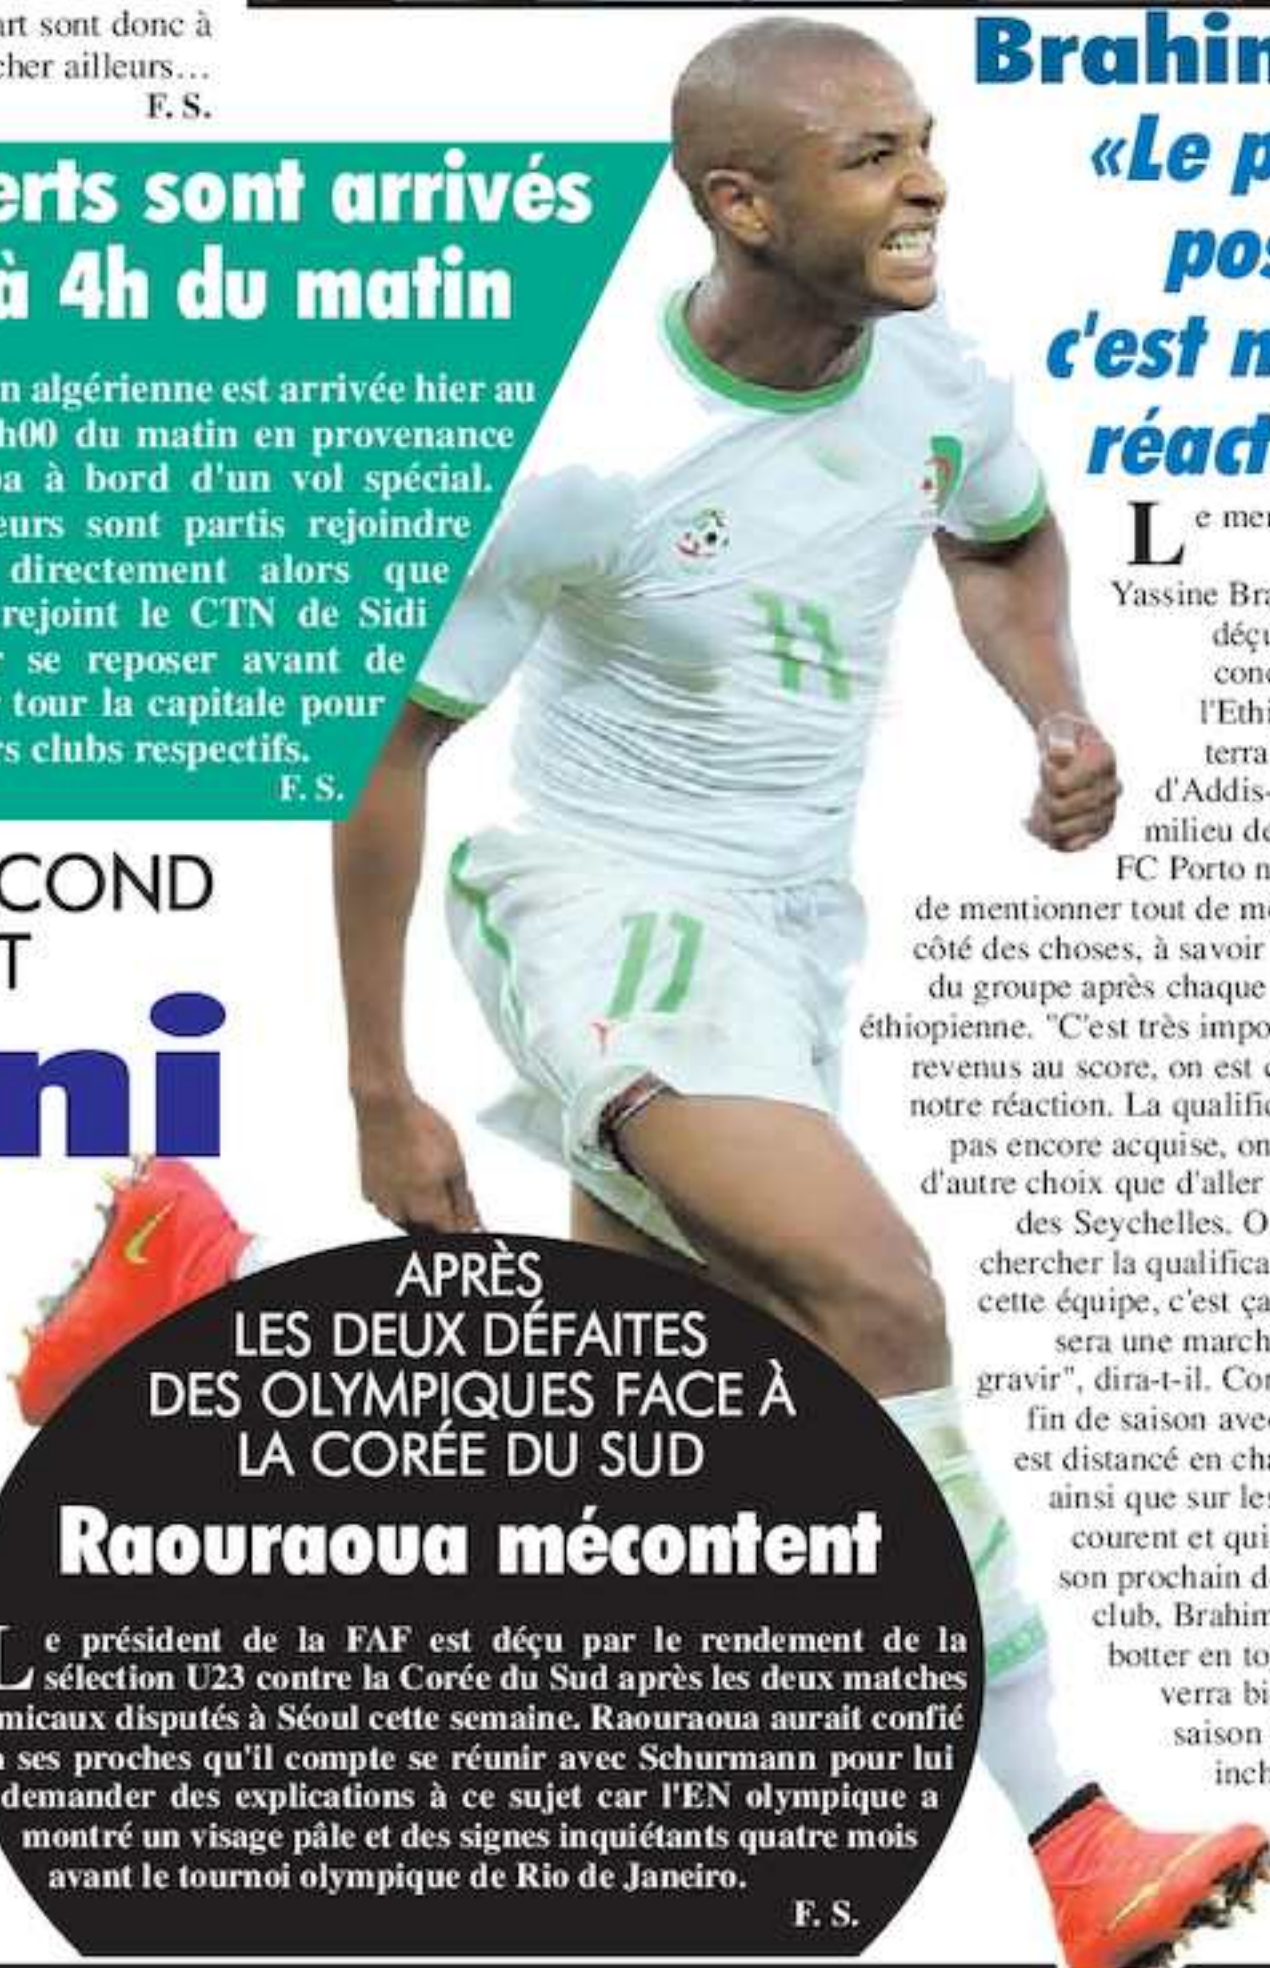 art sont donc à
cher ailleurs…
F. S.
erts sont arrivés
à 4h du matin
n algérienne est arrivée hier au
h00 du matin en provenance
ba à bord d'un vol spécial.
eurs sont partis rejoindre
directement alors que
rejoint le CTN de Sidi
r se reposer avant de
r tour la capitale pour
rs clubs respectifs.
F. S.
COND
T
ni
11
11
APRÈS
LES DEUX DÉFAITES
DES OLYMPIQUES FACE À
LA CORÉE DU SUD
Raouraoua mécontent
Le président de la FAF est déçu par le rendement de la
sélection U23 contre la Corée du Sud après les deux matches
micaux disputés à Séoul cette semaine. Raouraoua aurait confié
à ses proches qu'il compte se réunir avec Schurmann pour lui
demander des explications à ce sujet car l'EN olympique a
montré un visage pâle et des signes inquiétants quatre mois
avant le tournoi olympique de Rio de Janeiro.
F. S.
Brahim
«Le p
pos
c'est n
réact
Le me
Yassine Bra
déçu
conc
l'Ethi
terra
d'Addis-
milieu de
FC Porto n
de mentionner tout de mê
côté des choses, à savoir
du groupe après chaque
éthiopienne. "C'est très impo
revenus au score, on est c
notre réaction. La qualific
pas encore acquise, on
d'autre choix que d'aller
des Seychelles. O
chercher la qualifica
cette équipe, c'est ça
sera une march
gravir", dira-t-il. Con
fin de saison avec
est distancé en cha
ainsi que sur les
courent et qui
son prochain d
club, Brahim
botter en to
verra bi
saison
inch